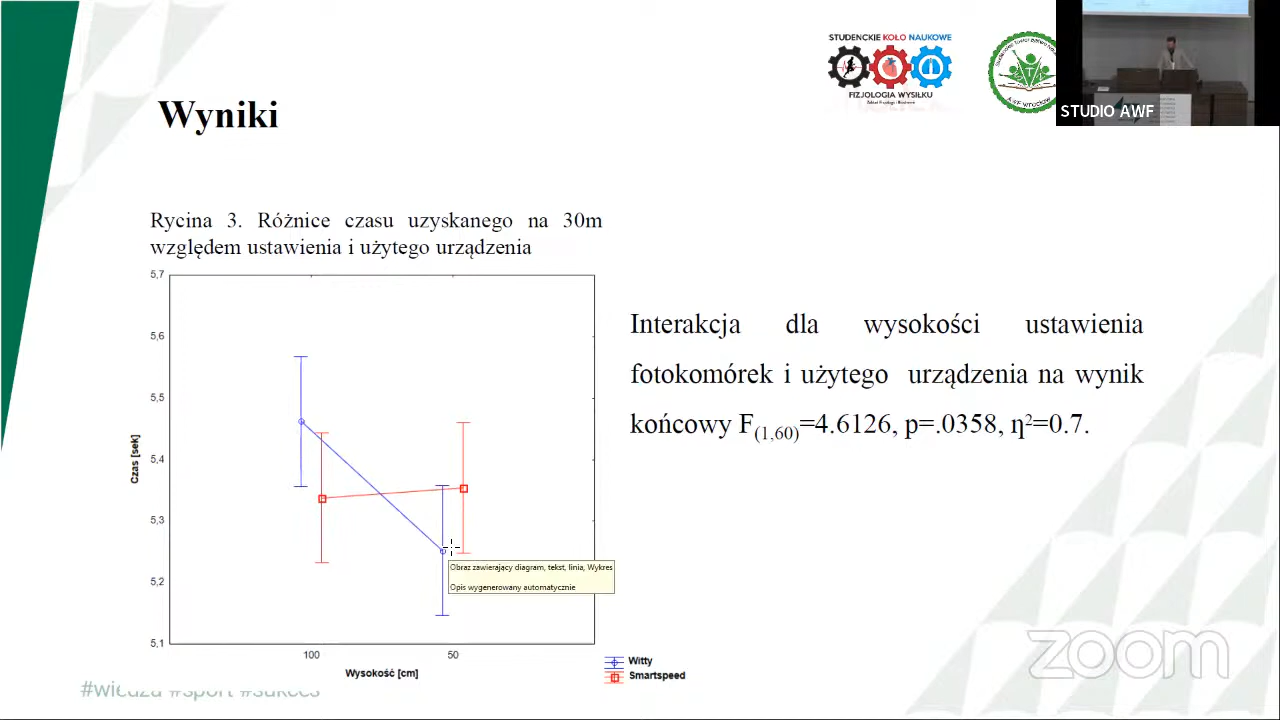 STUDENCKIE KOŁO NAUKOWE
FIZJOLOGIA WYSIŁKU
AWF WROCŁAW
STUDIO AWF
Wyniki
Rycina 3. Różnice czasu uzyskanego na 30m
względem ustawienia i użytego urządzenia
5,7
5,6
5,5
5,4
5,3
5,2
5,1
Czas [sek]
100
50
Wysokość [cm]
Obraz zawierający diagram, tekst, linia, Wykres
Opis wygenerowany automatycznie
Witty
Smartspeed
Interakcja dla wysokości ustawienia
fotokomórek i użytego urządzenia na wynik
końcowy F(1,60)=4.6126, p=.0358, η²=0.7.
#wiedza #sport #sukces
zoom